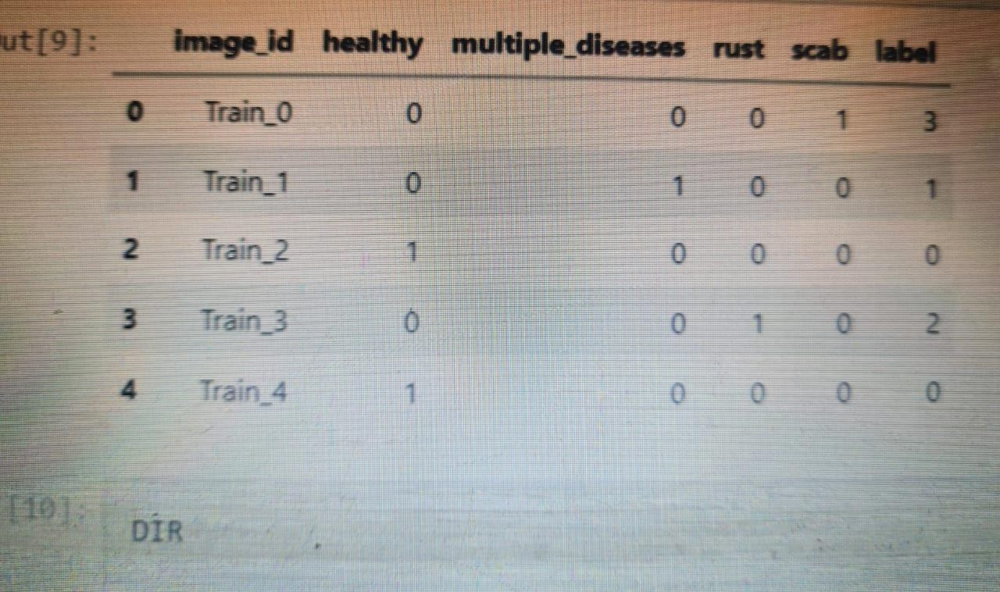 ut[9]: image_id healthy multiple_diseases rust scab label
0 Train_0 0 0 0 1 3
1 Train_1 0 1 0 0 1
2 Train_2 1 0 0 0 0
3 Train_3 0 0 1 0 2
4 Train_4 1 0 0 0 0
[10]:
DIR